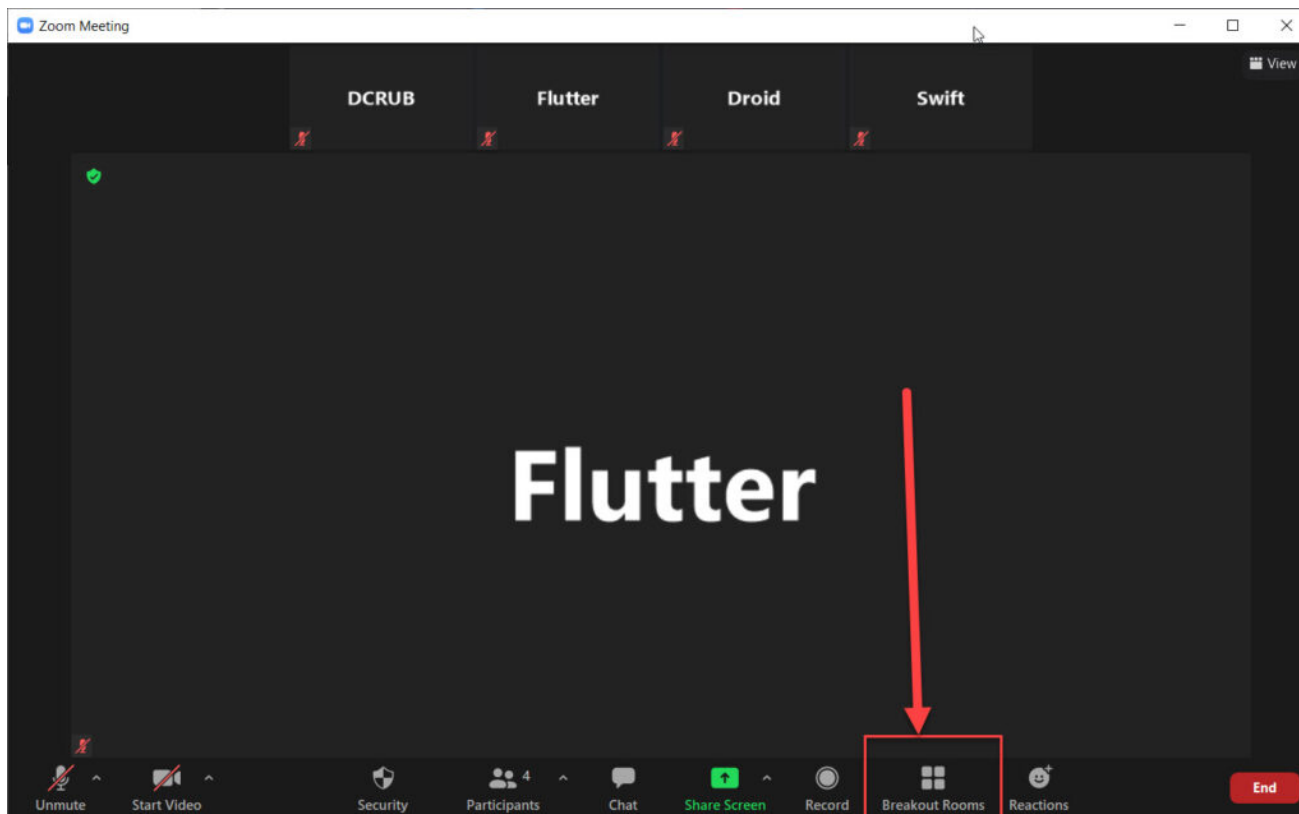 Zoom Meeting
View
DCRUB Flutter Droid Swift
Flutter
4
Unmute Start Video Security Participants Chat Share Screen Record Breakout Rooms Reactions End